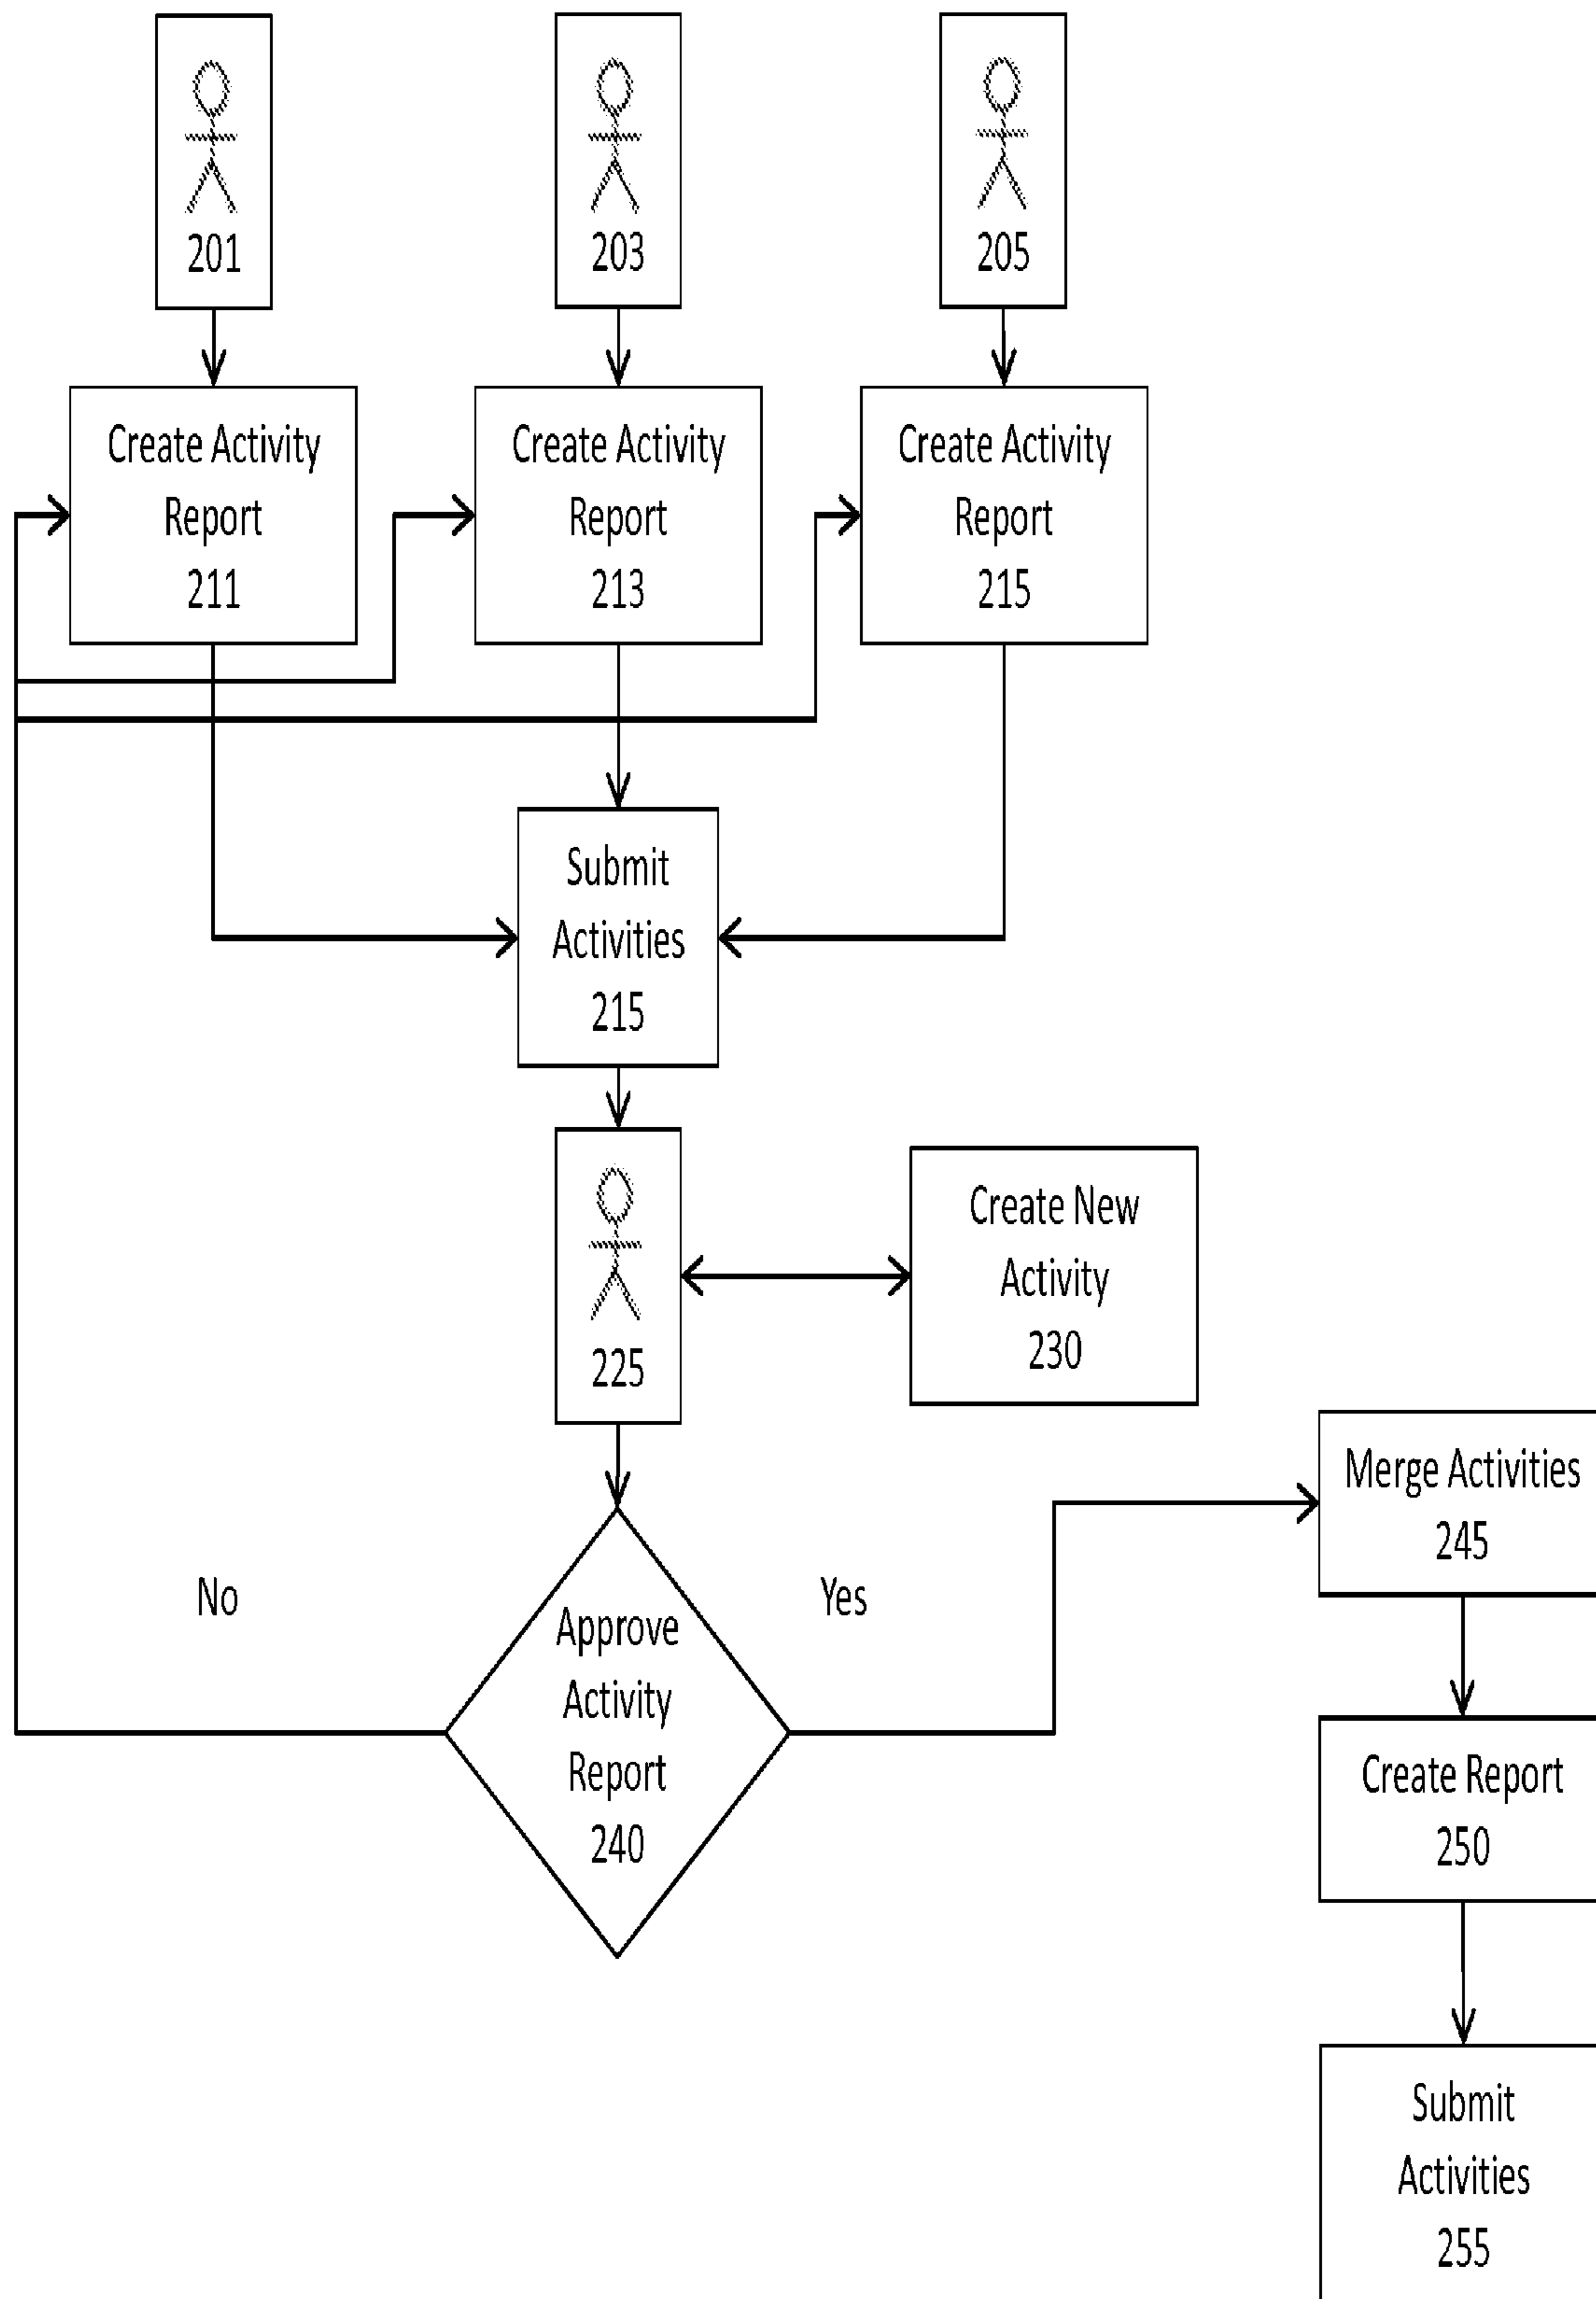 201
203
205
Create Activity
Report
211
Create Activity
Report
213
Create Activity
Report
215
Submit
Activities
215
225
Create New
Activity
230
Merge Activities
245
No
Yes
Approve
Activity
Report
240
Create Report
250
Submit
Activities
255